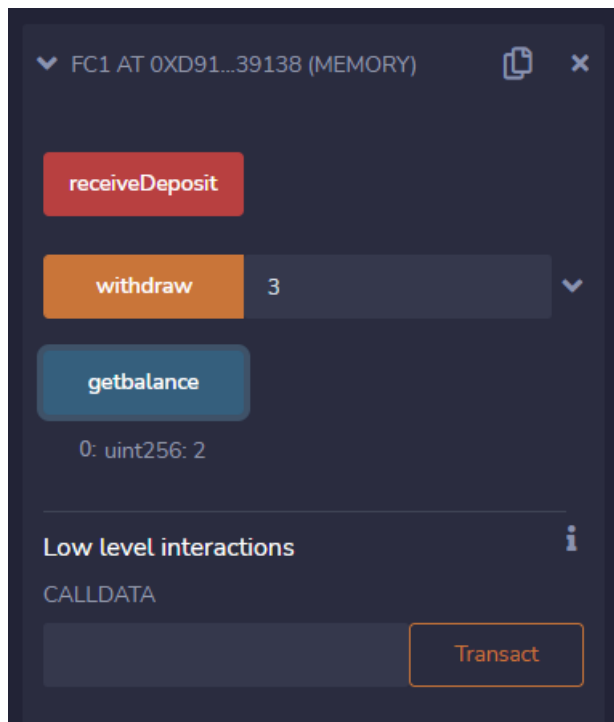 FC1 AT 0XD91...39138 (MEMORY)
receiveDeposit
withdraw 3
getbalance
0: uint256: 2
Low level interactions
CALLDATA
Transact